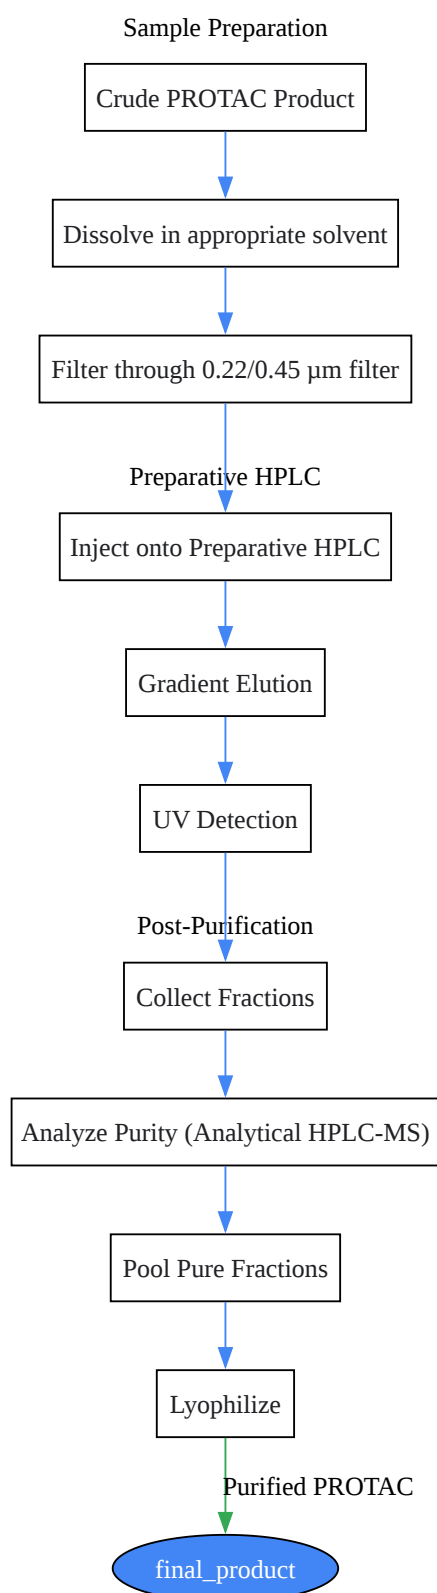 Sample Preparation
Crude PROTAC Product
Dissolve in appropriate solvent
Filter through 0.22/0.45 µm filter
Preparative HPLC
Inject onto Preparative HPLC
Gradient Elution
UV Detection
Post-Purification
Collect Fractions
Analyze Purity (Analytical HPLC-MS)
Pool Pure Fractions
Lyophilize
Purified PROTAC
final_product